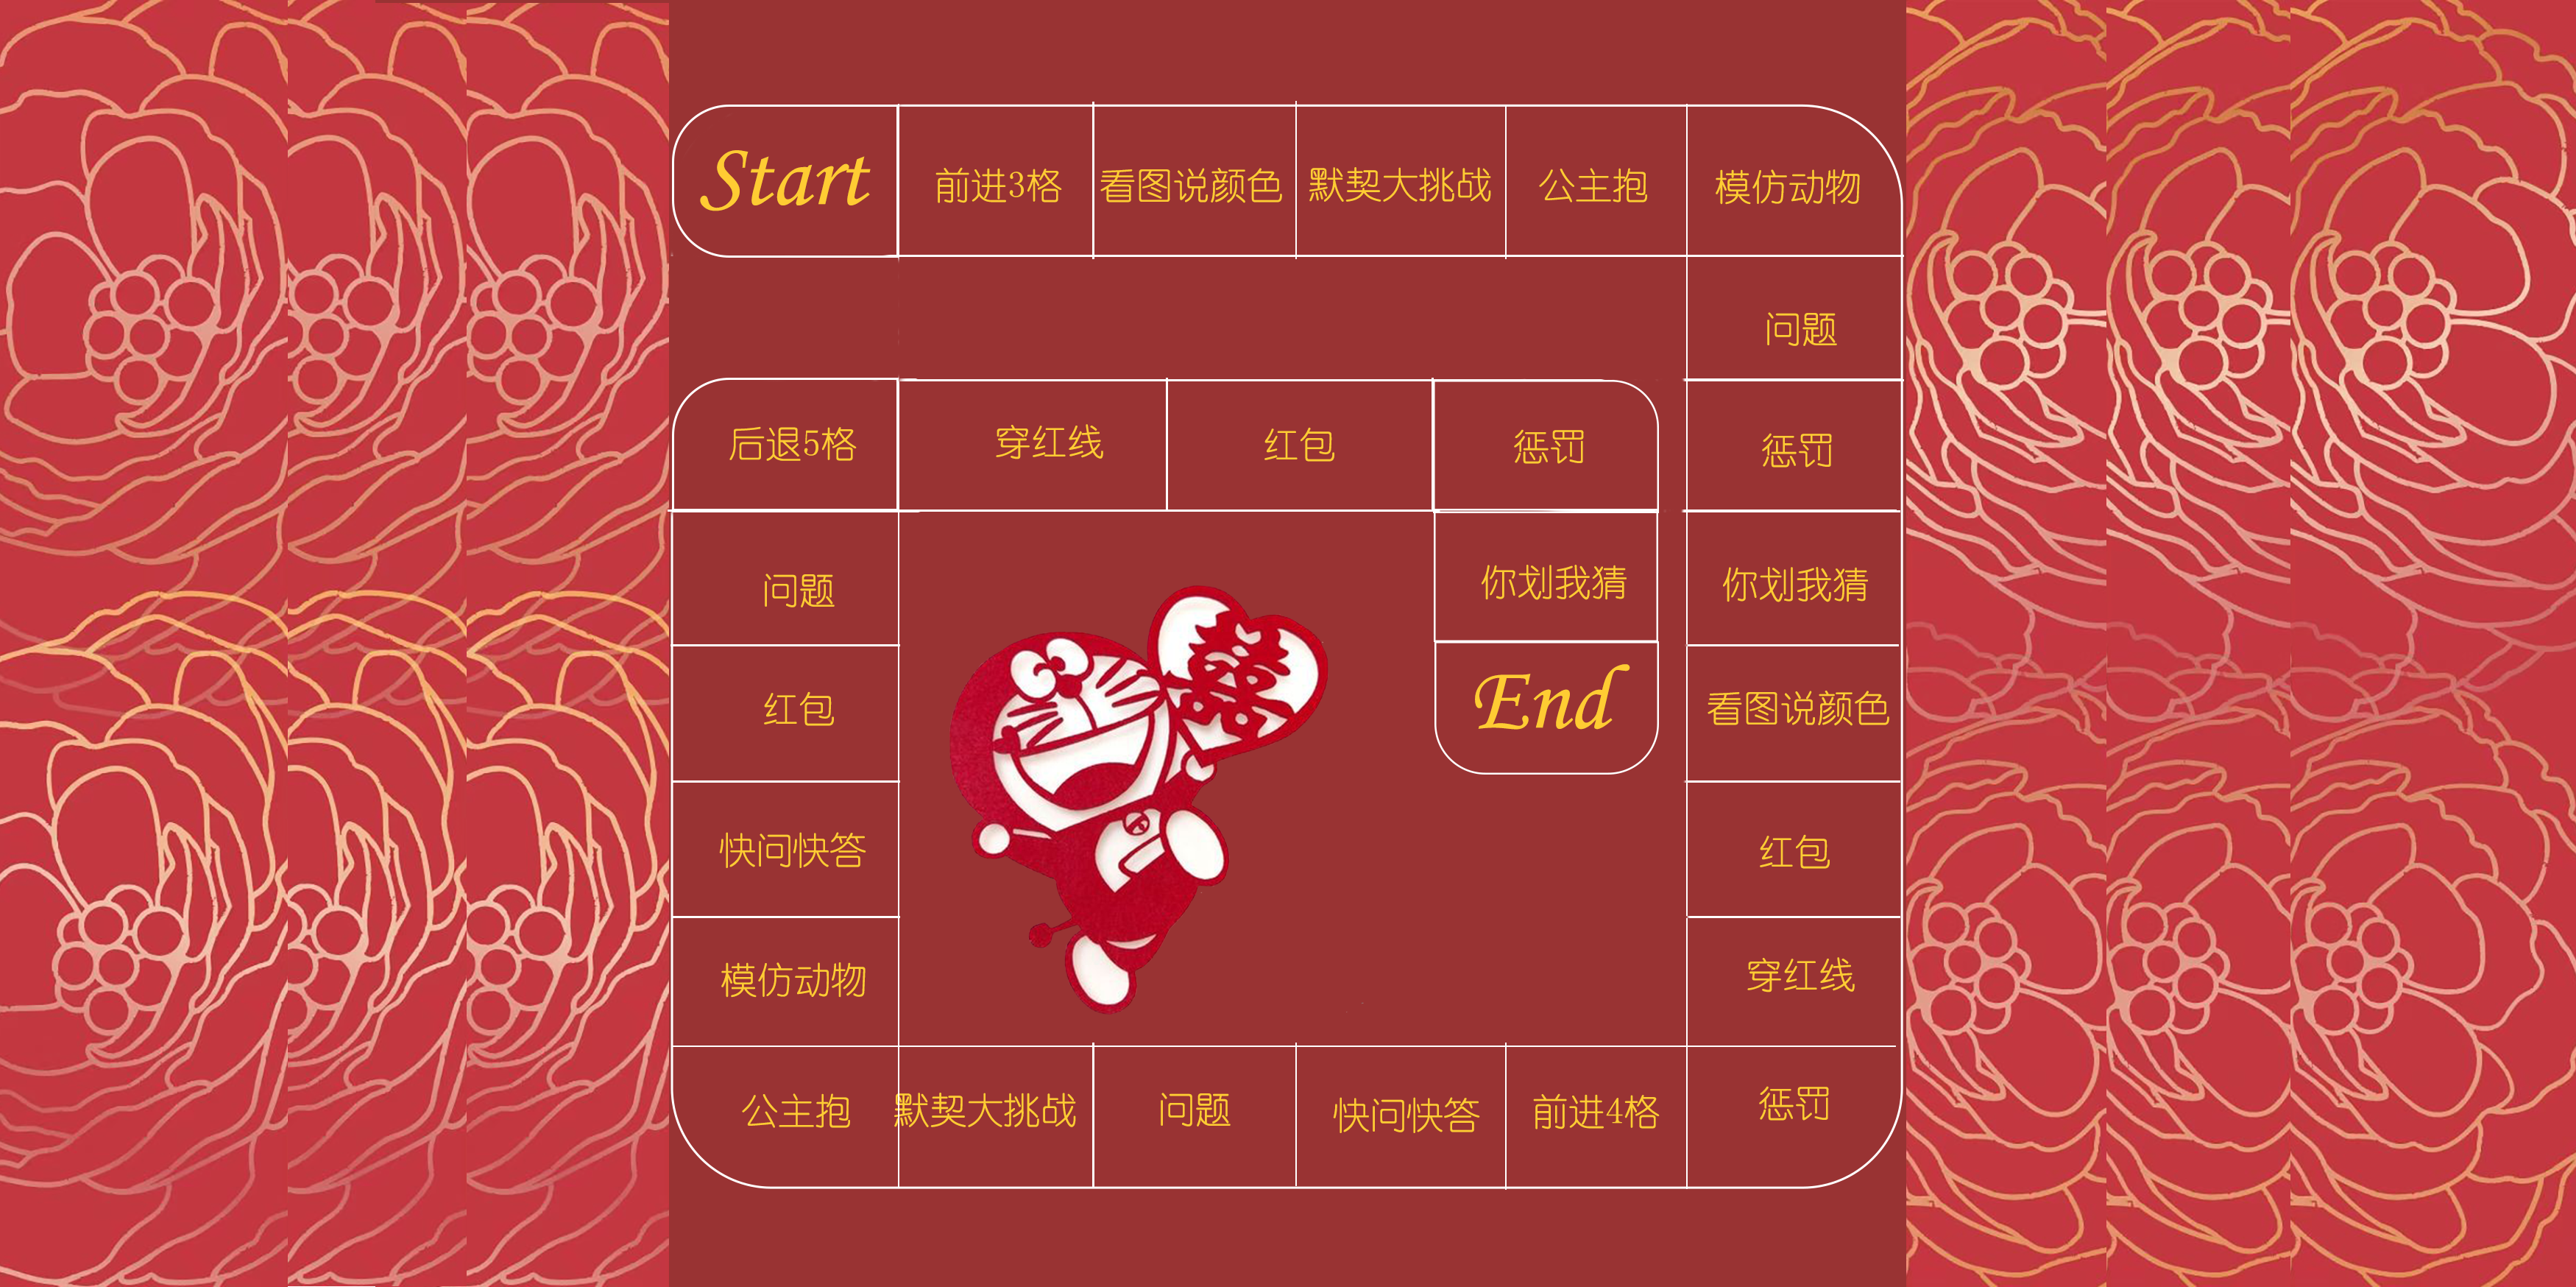 Start
前进3格
看图说颜色
默契大挑战
公主抱
模仿动物
问题
惩罚
你划我猜
看图说颜色
红包
穿红线
惩罚
前进4格
快问快答
问题
默契大挑战
公主抱
模仿动物
快问快答
红包
问题
后退5格
穿红线
红包
惩罚
你划我猜
End
囍